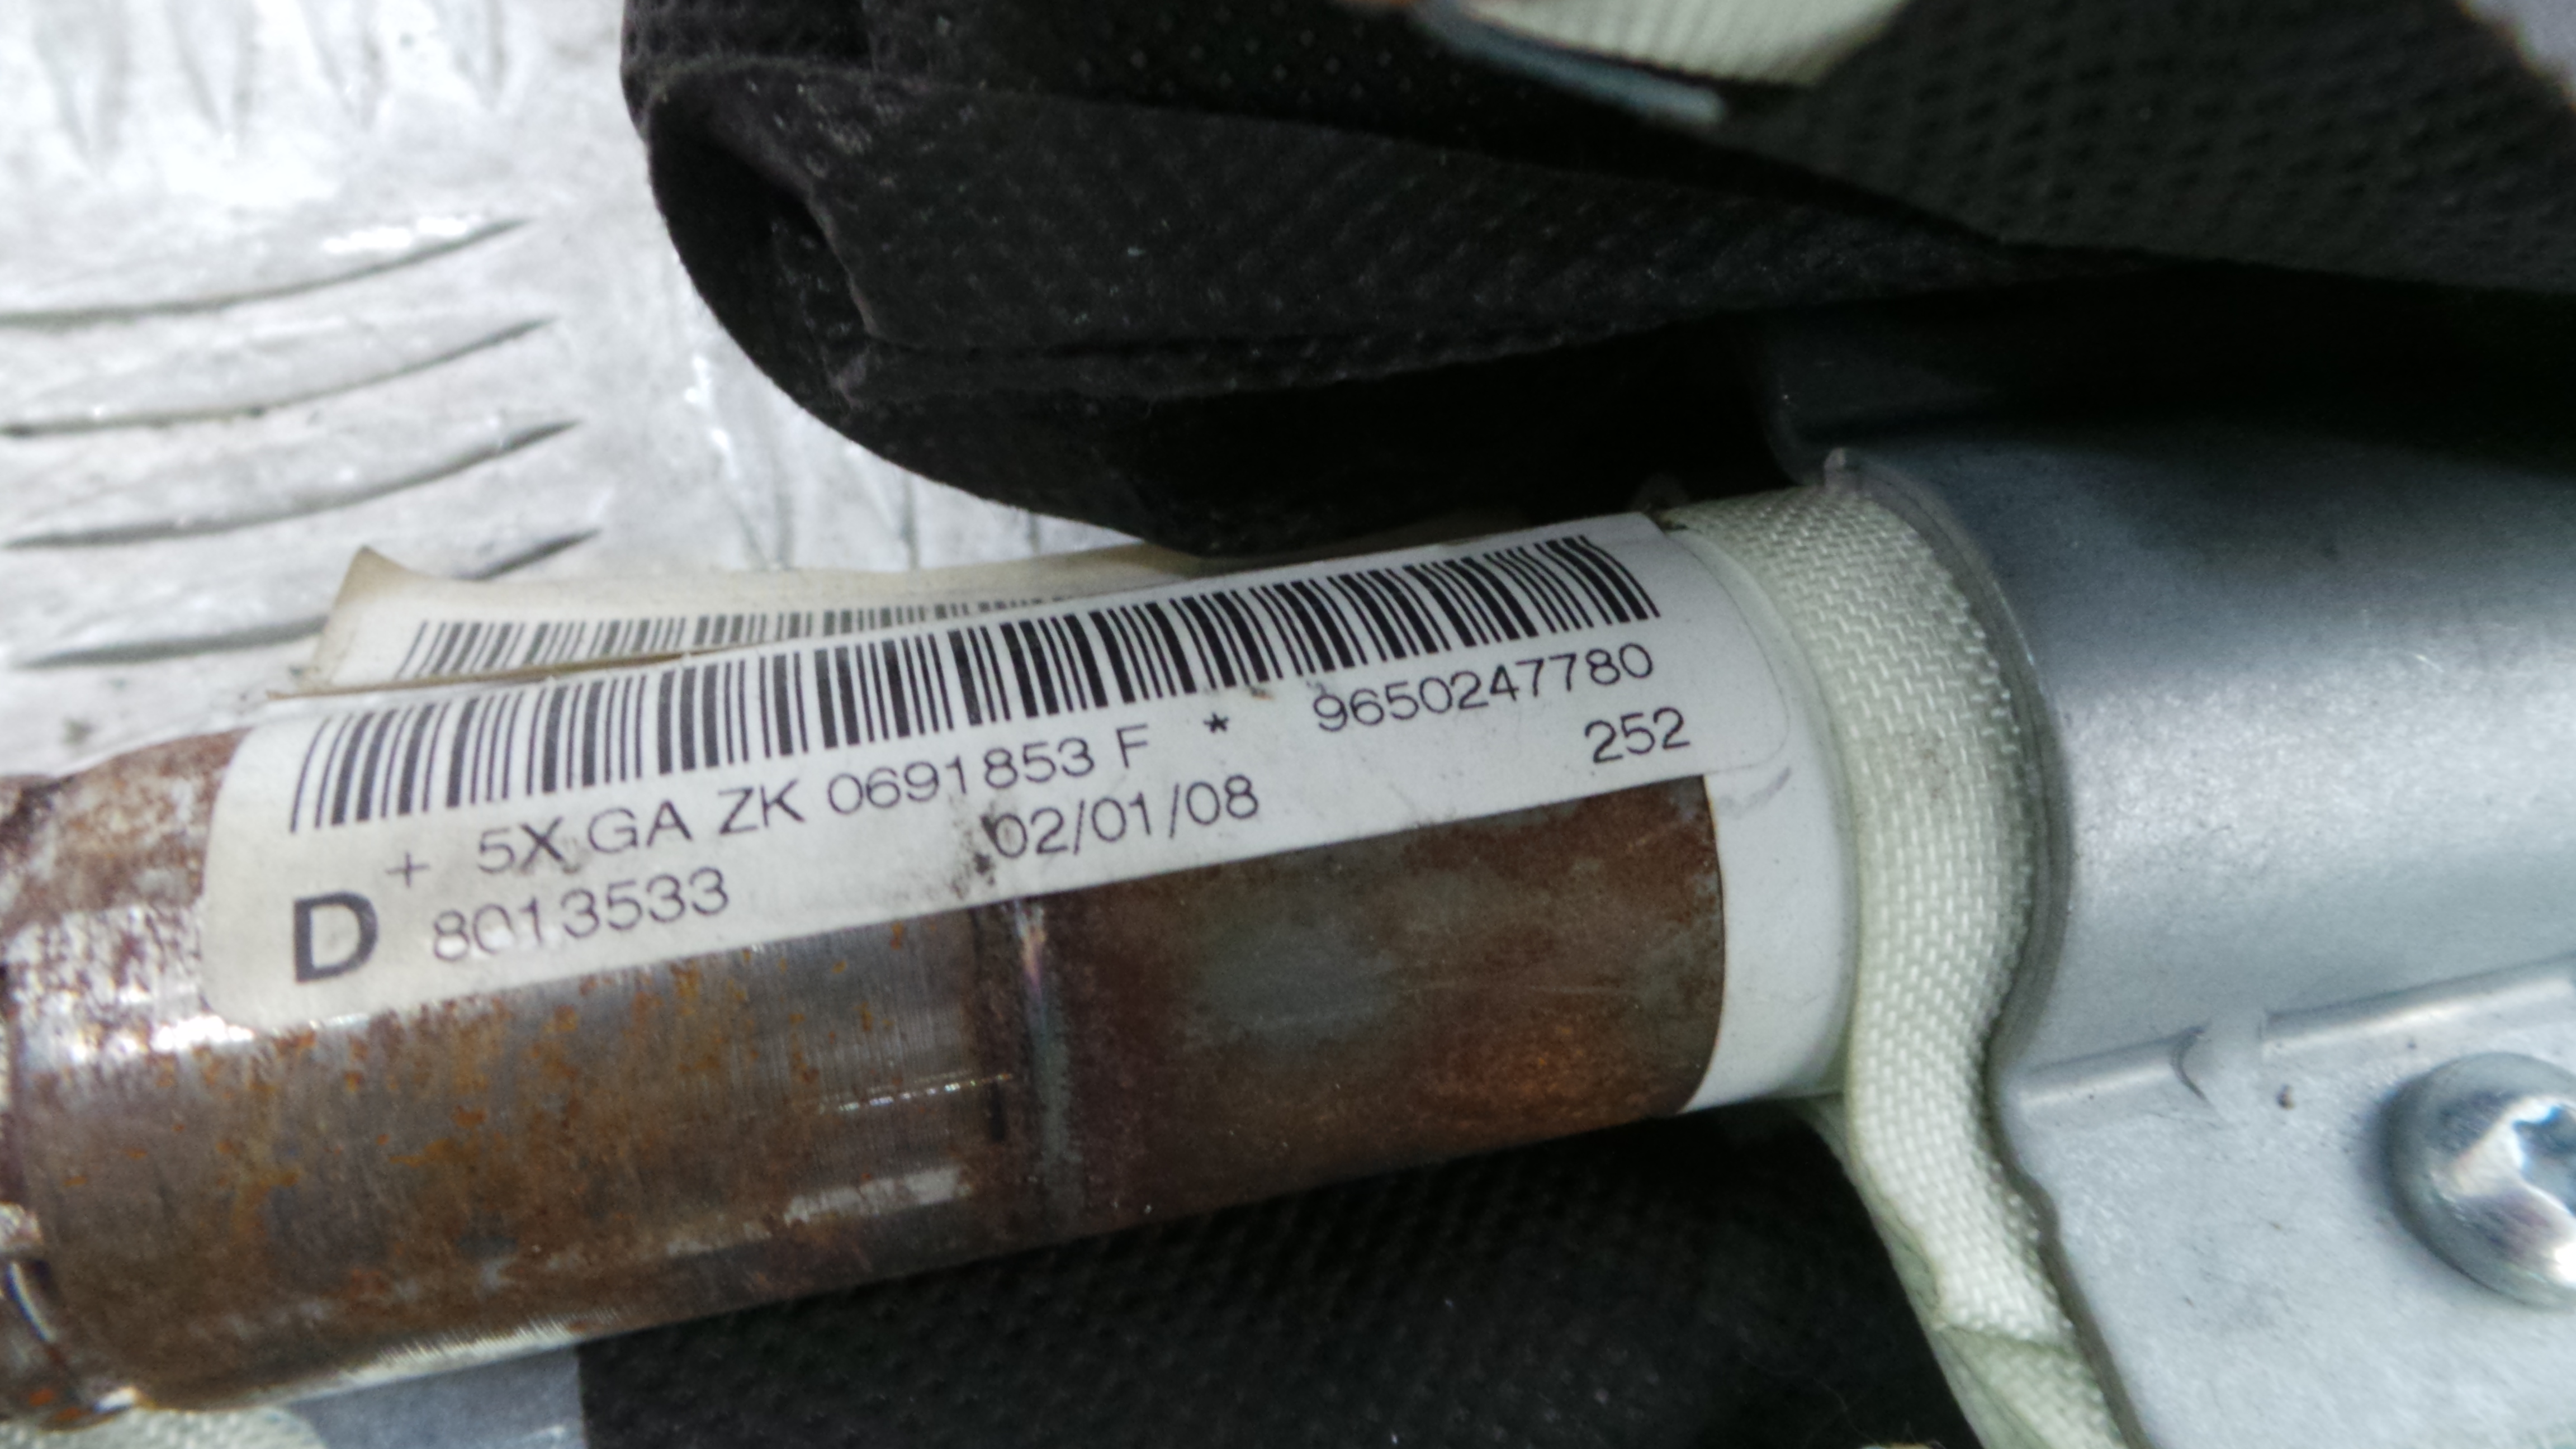 + 5X GA ZK 0691853 F * 9650247780
D 8013533 02/01/08 252